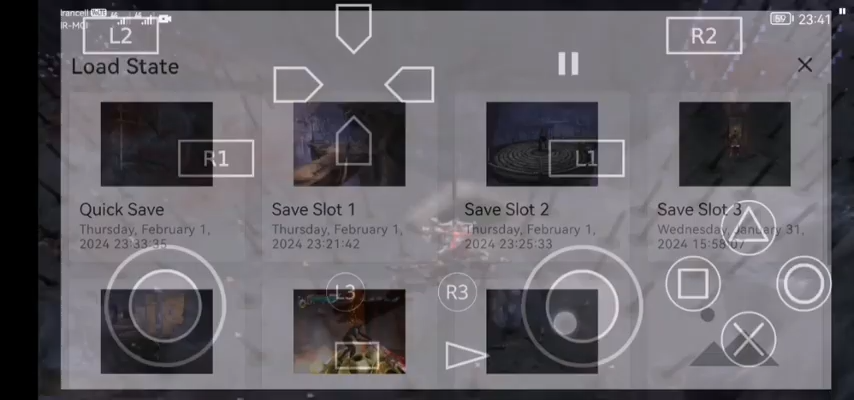 Irancell
IR-MCI
59
23:41
L2
R2
Load State
R1
L1
Quick Save
Thursday, February 1,
2024 23:33:35
Save Slot 1
Thursday, February 1,
2024 23:21:42
Save Slot 2
Thursday, February 1,
2024 23:25:33
Save Slot 3
Wednesday, January 31,
2024 15:58:07
L3
R3